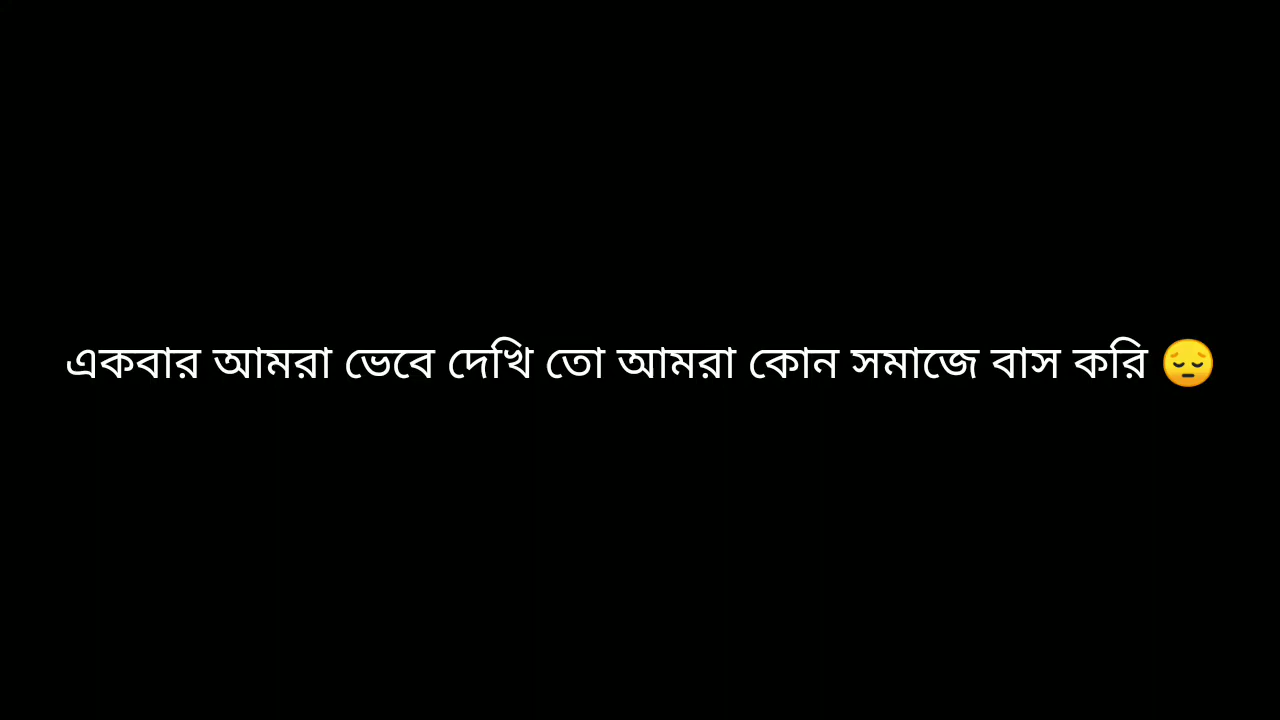 একবার আমরা ভেবে দেখি তো আমরা কোন সমাজে বাস করি 😔